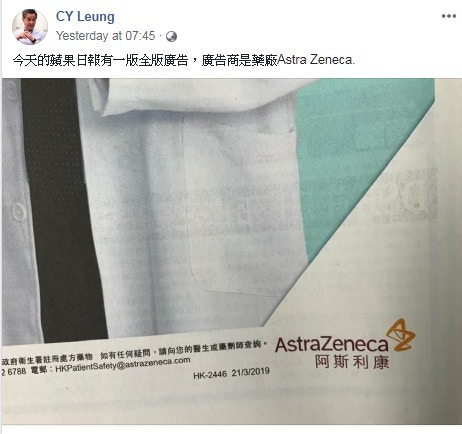 CY Leung
Yesterday at 07:45
今天的蘋果日報有一版全版廣告，廣告商是藥廠Astra Zeneca.
政府衛生署註冊處方藥物 如有任何疑問，請向您的醫生或藥劑師查詢。
2 6788 電郵：HKPatientSafety@astrazeneca.com
HK-2446 21/3/2019
AstraZeneca
阿斯利康